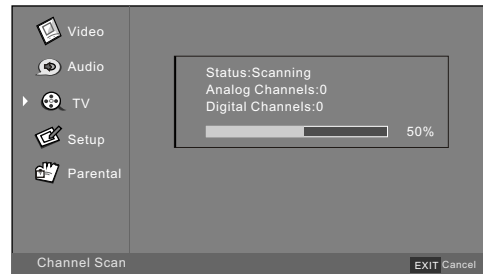 Video
Audio
TV
Setup
Parental
Status:Scanning
Analog Channels:0
Digital Channels:0
50%
Channel Scan
EXIT Cancel